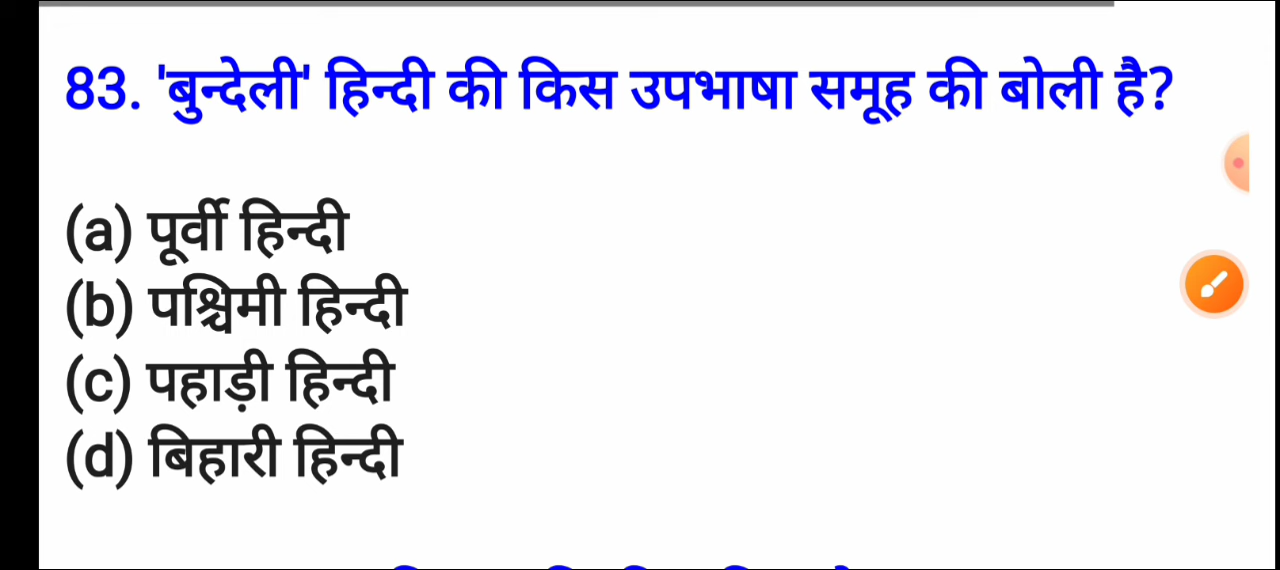 83. 'बुन्देली' हिन्दी की किस उपभाषा समूह की बोली है?
(a) पूर्वी हिन्दी
(b) पश्चिमी हिन्दी
(c) पहाड़ी हिन्दी
(d) बिहारी हिन्दी